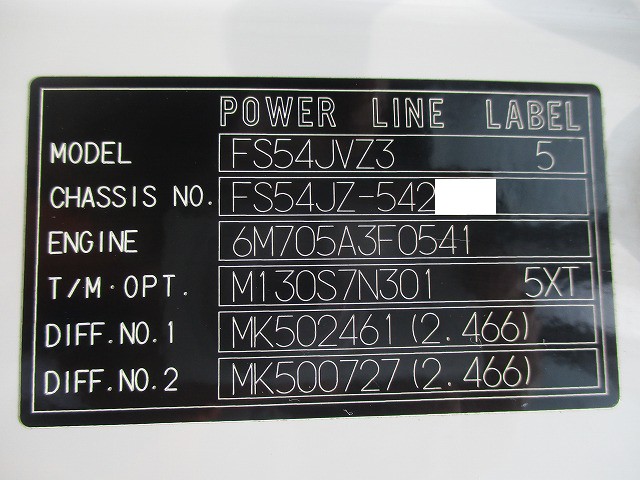 POWER LINE LABEL
MODEL FS54JVZ3 5
CHASSIS NO. FS54JZ-542
ENGINE 6M705A3F0541
T/M·OPT. M130S7N301 5XT
DIFF.NO.1 MK502461(2.466)
DIFF.NO.2 MK500727(2.466)